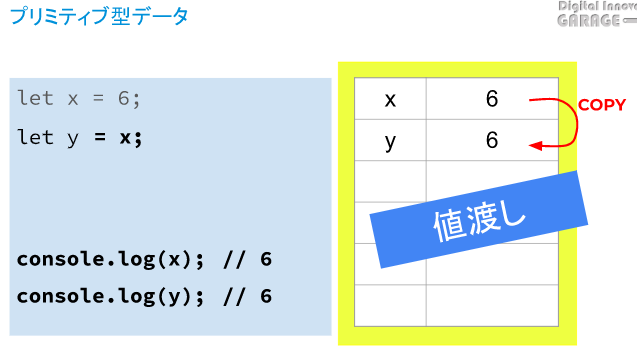 プリミティブ型データ
Digital Innova
GARAGE
let x = 6;
let y = x;
console.log(x); // 6
console.log(y); // 6
x 6
COPY
y 6
値渡し